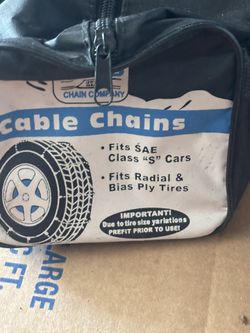 CHAIN COMPANY
Cable Chains
• Fits SAE
Class "S" Cars
• Fits Radial &
Bias Ply Tires
IMPORTANT!
Due to tire size variations
PREFIT PRIOR TO USE!
LARGE
FT.